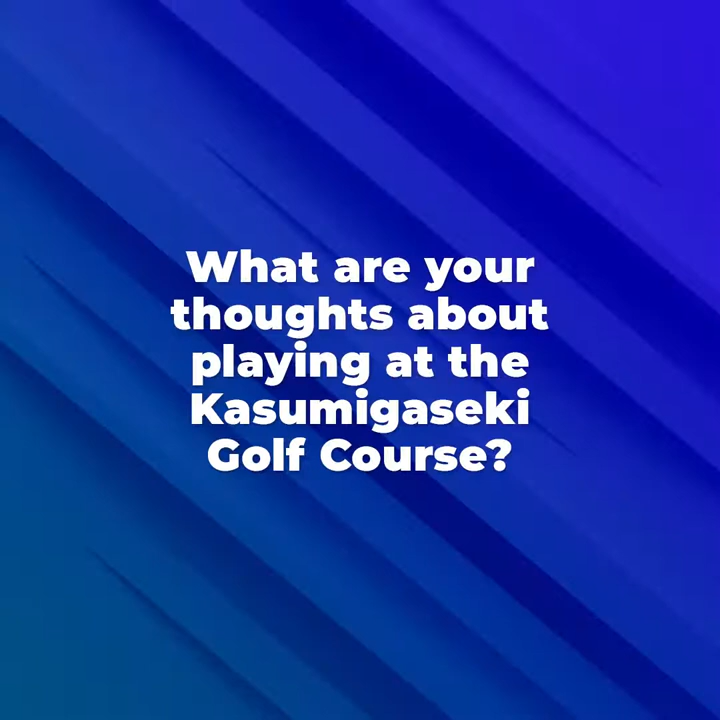 What are your
thoughts about
playing at the
Kasumigaseki
Golf Course?